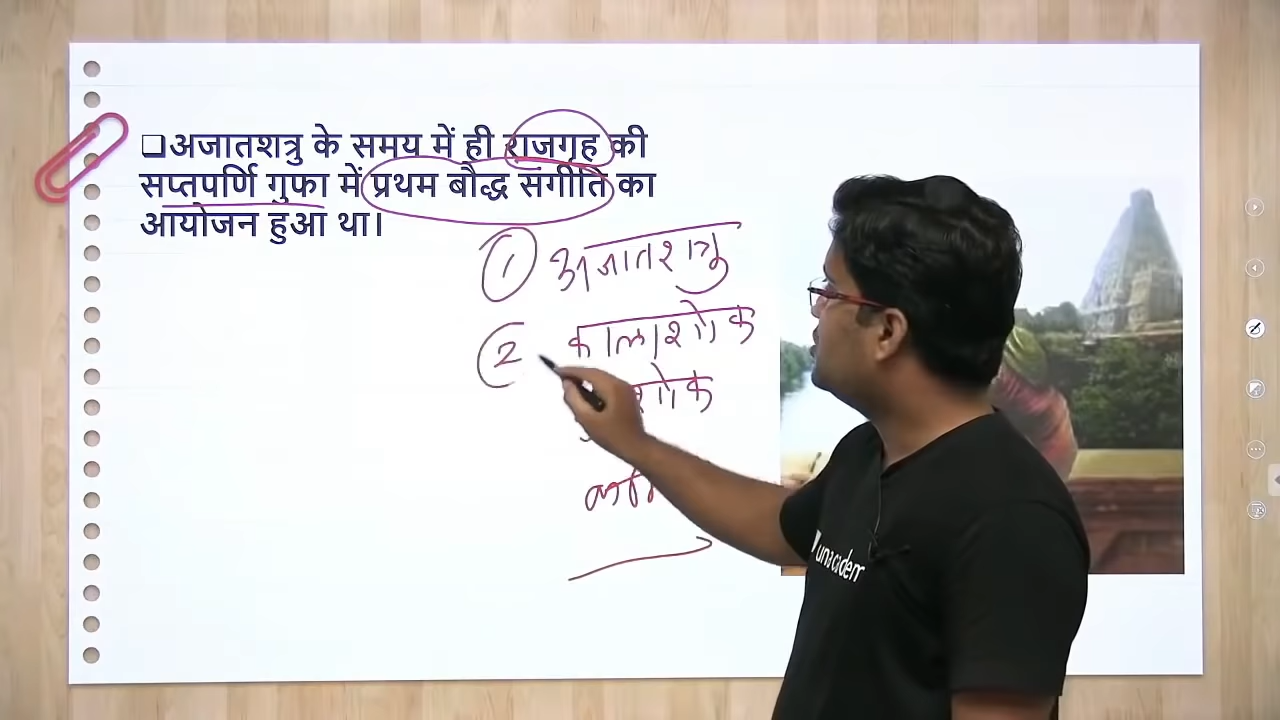 ❑अजातशत्रु के समय में ही राजगृह की
सप्तपर्णि गुफा में प्रथम बौद्ध संगीति का
आयोजन हुआ था।
1 अजातशत्रु
2 कालाशोक
unacadem